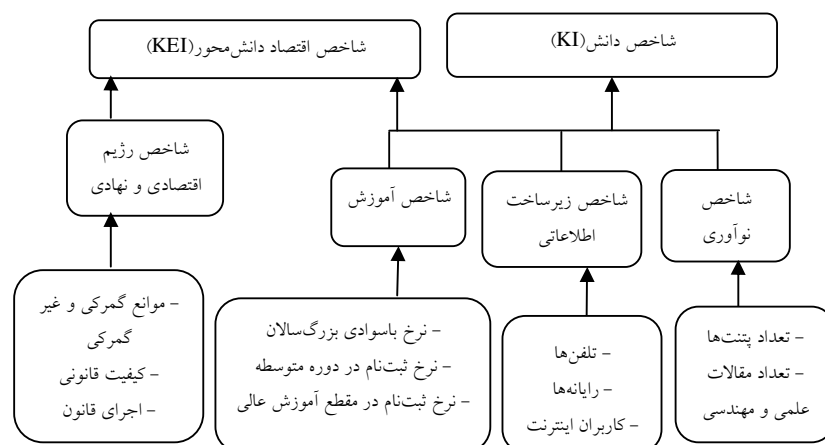 شاخص دانش(KI)
شاخص اقتصاد دانش‌محور(KEI)
شاخص
نوآوری
شاخص زیرساخت
اطلاعاتی
شاخص آموزش
شاخص رژیم
اقتصادی و نهادی
- تعداد پتنت‌ها
- تعداد مقالات
علمی و مهندسی
- تلفن‌ها
- رایانه‌ها
- کاربران اینترنت
- نرخ باسوادی بزرگ‌سالان
- نرخ ثبت‌نام در دوره متوسطه
- نرخ ثبت‌نام در مقطع آموزش عالی
- موانع گمرکی و غیر
گمرکی
- کیفیت قانونی
- اجرای قانون